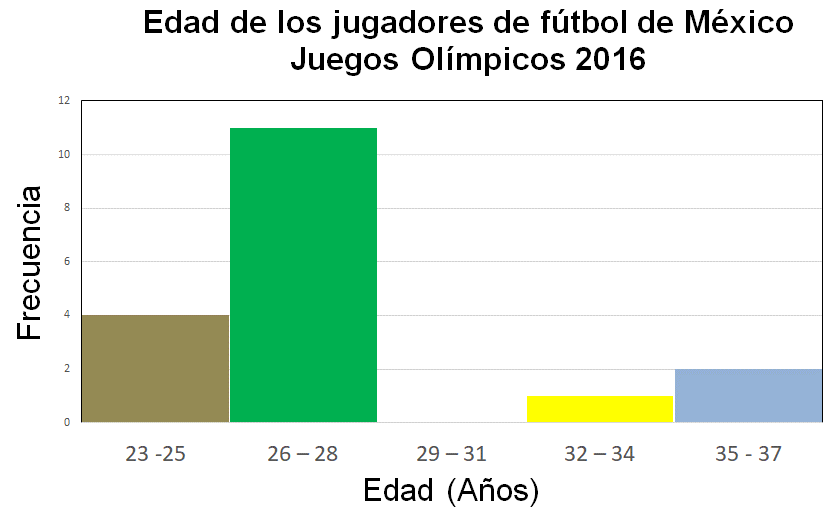 Edad de los jugadores de fútbol de México
Juegos Olímpicos 2016
12
10
8
6
4
2
0
Frecuencia
23 -25
26 – 28
29 – 31
32 – 34
35 - 37
Edad (Años)